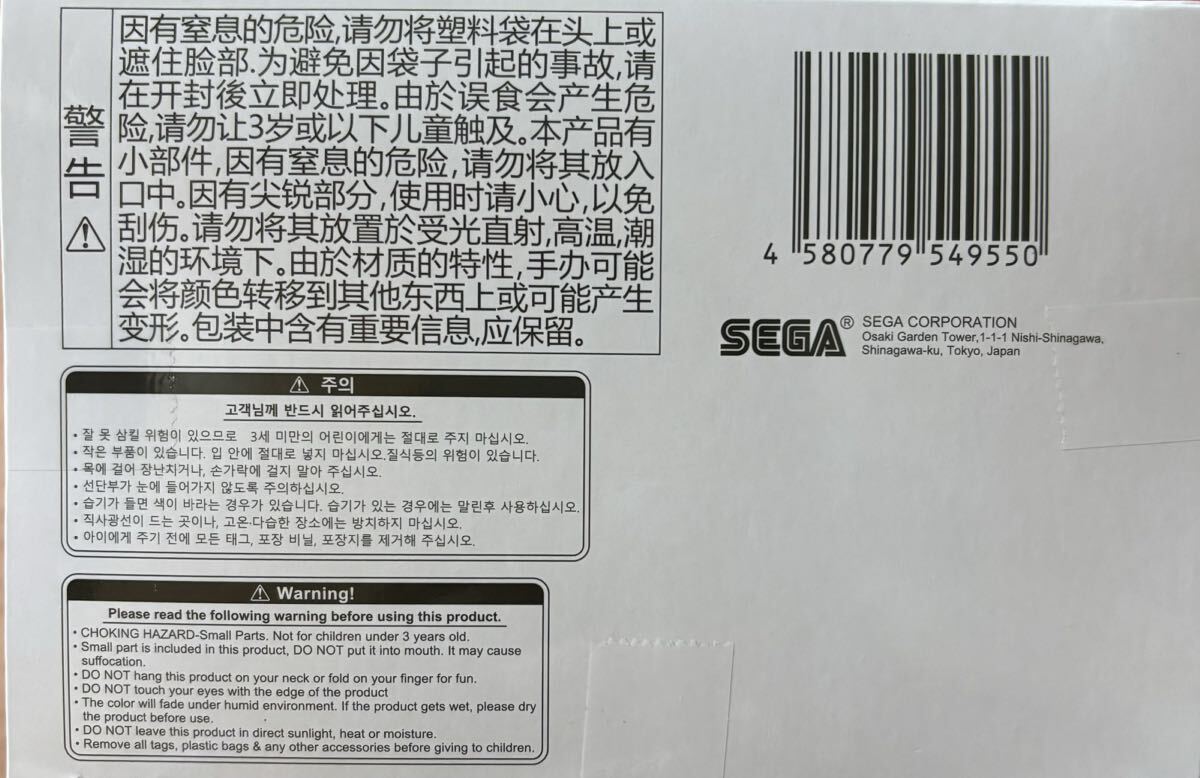 警告
因有窒息的危险,请勿将塑料袋在头上或
遮住脸部.为避免因袋子引起的事故,请
在开封後立即处理。由於误食会产生危
险,请勿让3岁或以下儿童触及。本产品有
小部件,因有窒息的危险,请勿将其放入
口中。因有尖锐部分,使用时请小心,以免
刮伤。请勿将其放置於受光直射,高温,潮
湿的环境下。由於材质的特性,手办可能
会将颜色转移到其他东西上或可能产生
变形。包装中含有重要信息,应保留。
4 580779 549550
SEGA® SEGA CORPORATION
Osaki Garden Tower,1-1-1 Nishi-Shinagawa,
Shinagawa-ku, Tokyo, Japan
주의
고객님께 반드시 읽어주십시오.
· 잘 못 삼킬 위험이 있으므로 3세 미만의 어린이에게는 절대로 주지 마십시오.
· 작은 부품이 있습니다. 입 안에 절대로 넣지 마십시오.질식등의 위험이 있습니다.
· 목에 걸어 장난치거나, 손가락에 걸지 말아 주십시오.
· 선단부가 눈에 들어가지 않도록 주의하십시오.
· 습기가 들면 색이 바라는 경우가 있습니다. 습기가 있는 경우에는 말린후 사용하십시오.
· 직사광선이 드는 곳이나, 고온·다습한 장소에는 방치하지 마십시오.
· 아이에게 주기 전에 모든 태그, 포장 비닐, 포장지를 제거해 주십시오.
Warning!
Please read the following warning before using this product.
· CHOKING HAZARD-Small Parts. Not for children under 3 years old.
· Small part is included in this product, DO NOT put it into mouth. It may cause
suffocation.
· DO NOT hang this product on your neck or fold on your finger for fun.
· DO NOT touch your eyes with the edge of the product
· The color will fade under humid environment. If the product gets wet, please dry
the product before use.
· DO NOT leave this product in direct sunlight, heat or moisture.
· Remove all tags, plastic bags & any other accessories before giving to children.